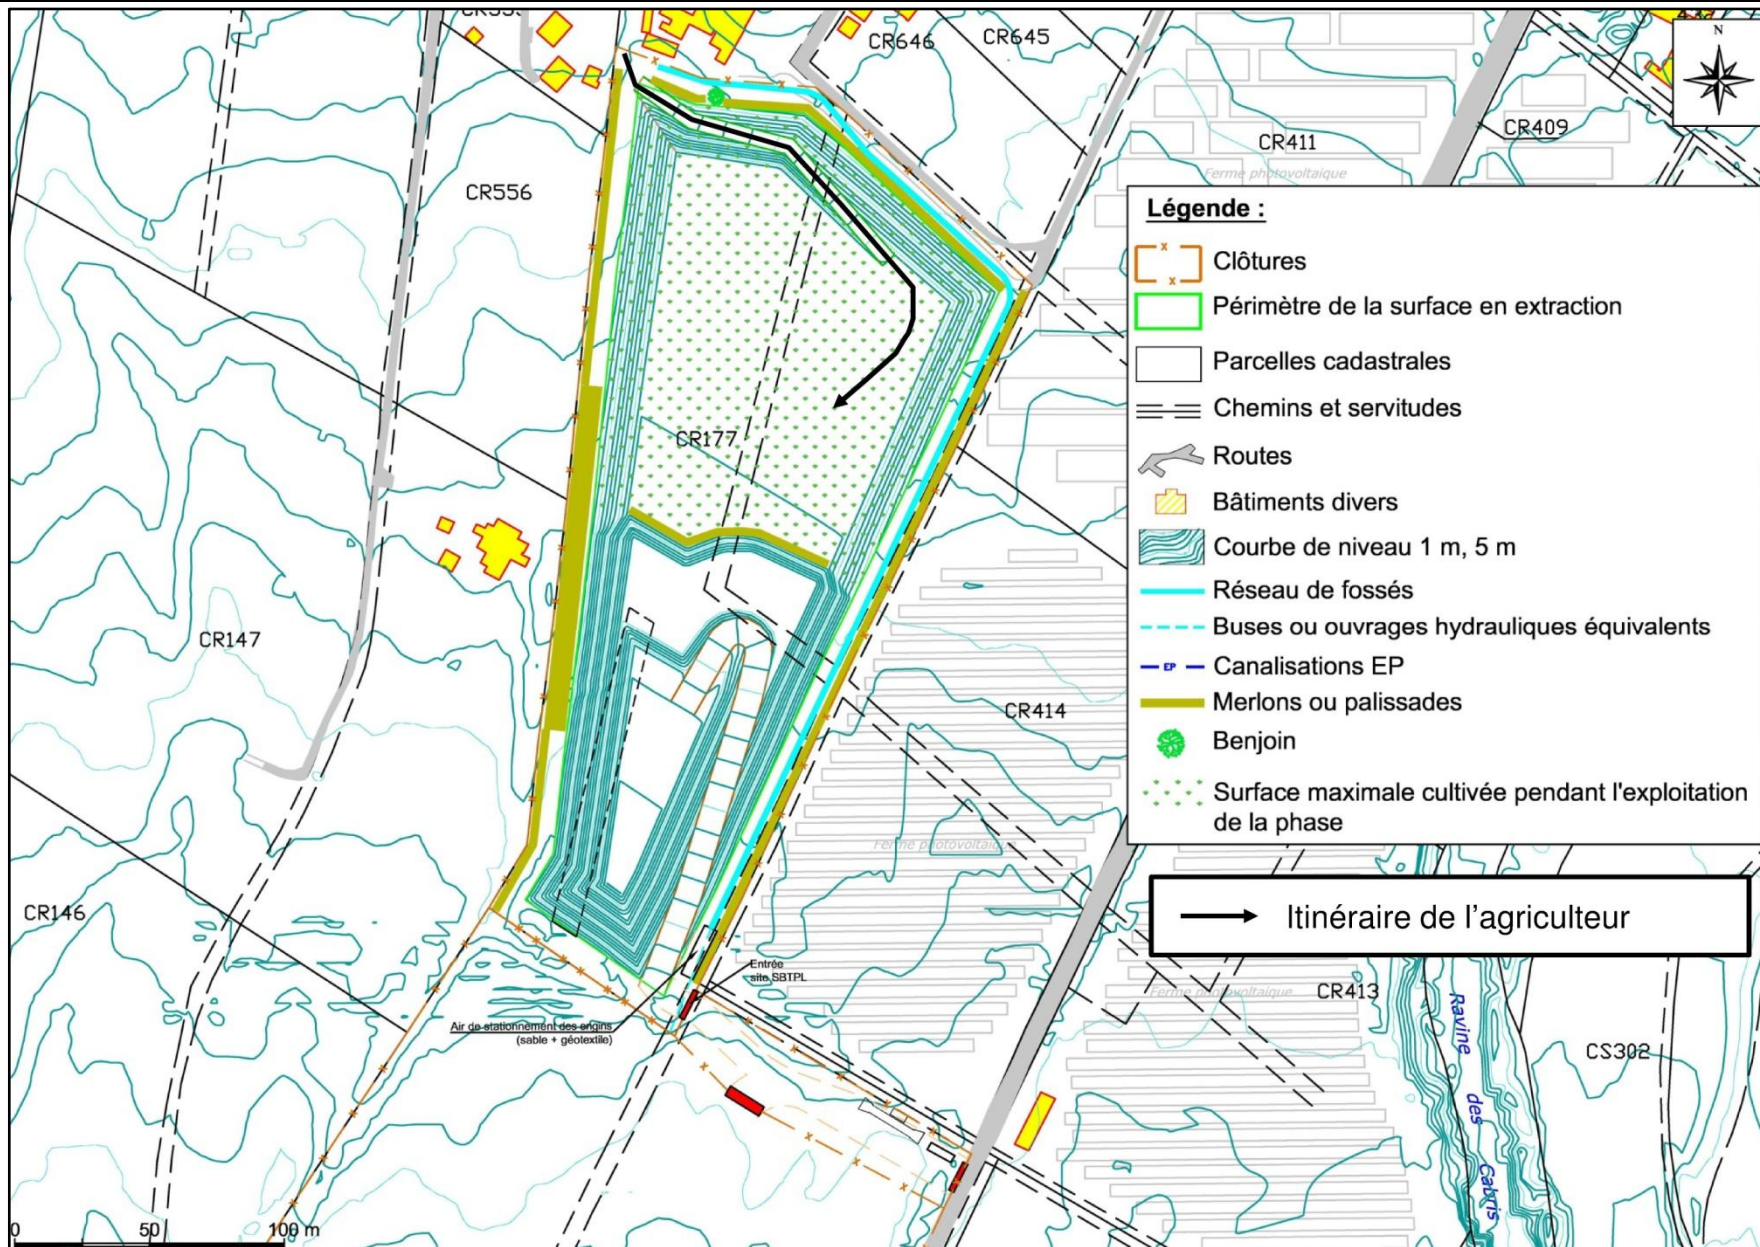 CR646
CR645
N
CR411
CR409
Ferme photovoltaique
CR556
Légende :
Clôtures
Périmètre de la surface en extraction
Parcelles cadastrales
Chemins et servitudes
Routes
Bâtiments divers
Courbe de niveau 1 m, 5 m
Réseau de fossés
Buses ou ouvrages hydrauliques équivalents
EP
Canalisations EP
Merlons ou palissades
Benjoin
Surface maximale cultivée pendant l'exploitation
de la phase
CR177
CR147
CR414
Ferme photovoltaique
CR146
Itinéraire de l'agriculteur
Entrée
site SBTPL
Ferme photovoltaique
CR413
Air de stationnement des engins
(sable + géotextile)
Ravine
des
Cabris
CS302
0 50 100 m